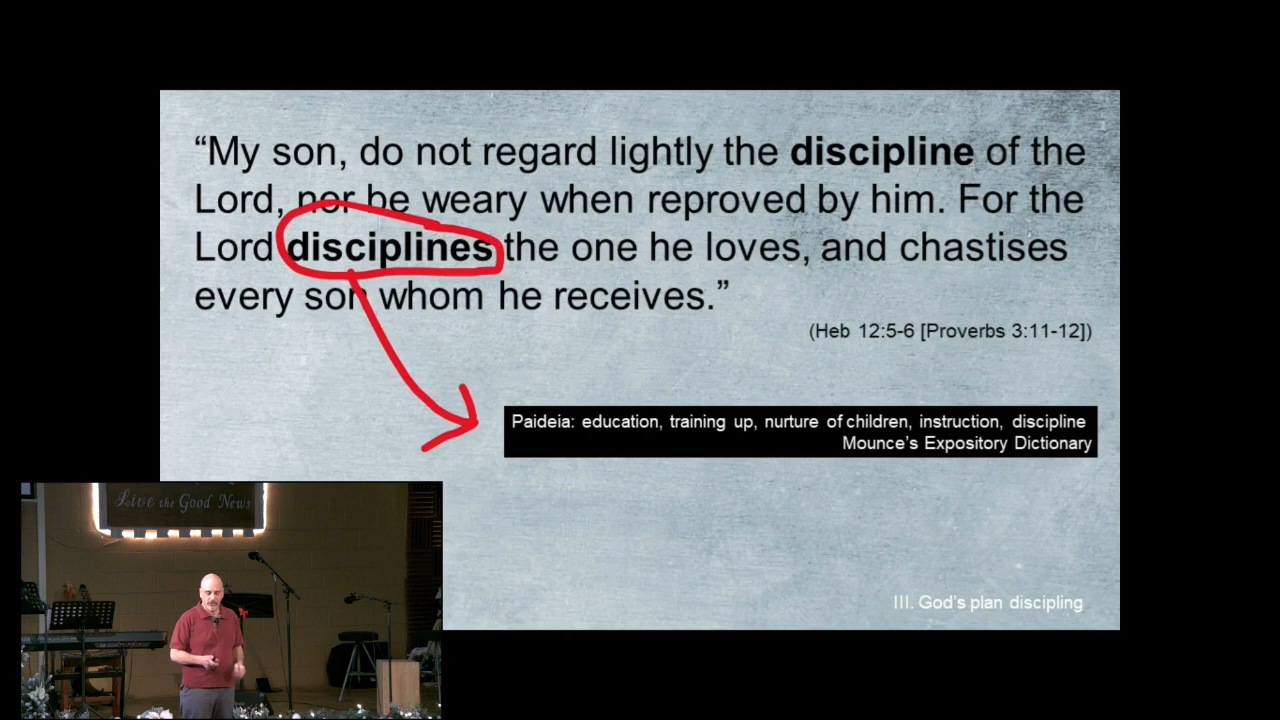 “My son, do not regard lightly the discipline of the
Lord, nor be weary when reproved by him. For the
Lord disciplines the one he loves, and chastises
every son whom he receives.”
(Heb 12:5-6 [Proverbs 3:11-12])
Paideia: education, training up, nurture of children, instruction, discipline
Mounce’s Expository Dictionary
Live the Good News
III. God’s plan discipling